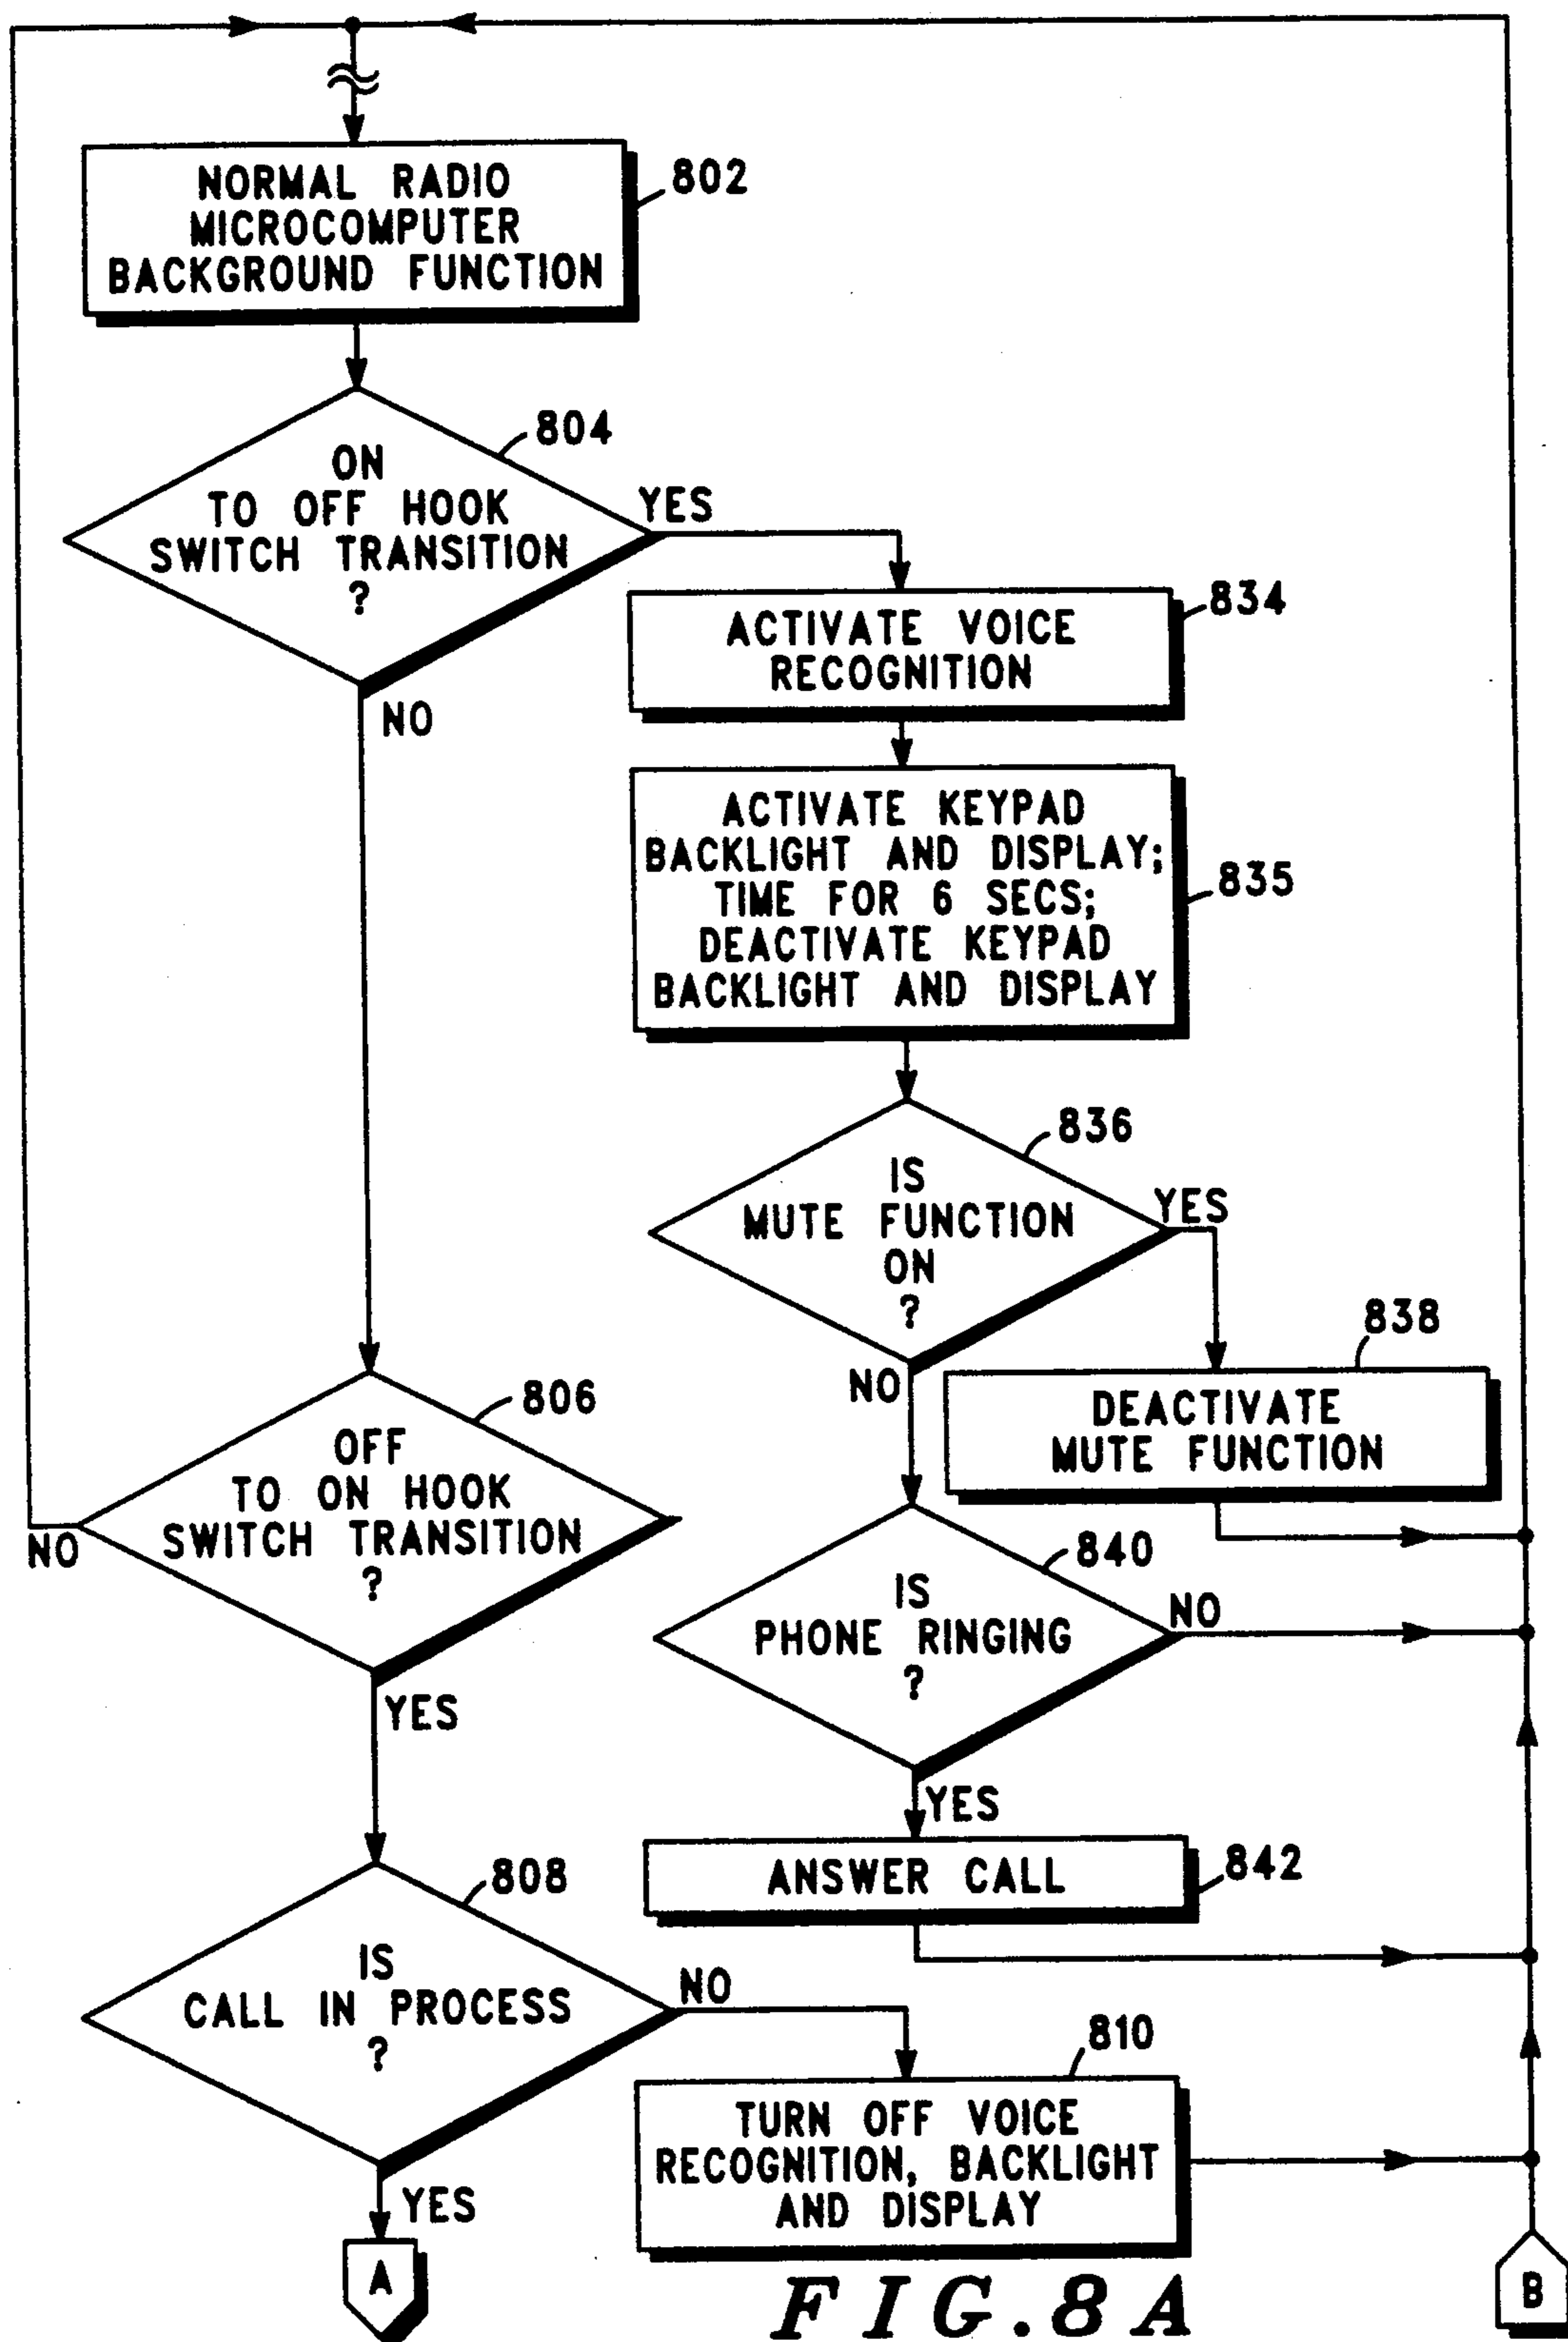 NORMAL RADIO
MICROCOMPUTER
BACKGROUND FUNCTION
802
804
ON
TO OFF HOOK
SWITCH TRANSITION
?
YES
NO
834
ACTIVATE VOICE
RECOGNITION
ACTIVATE KEYPAD
BACKLIGHT AND DISPLAY;
TIME FOR 6 SECS;
DEACTIVATE KEYPAD
BACKLIGHT AND DISPLAY
835
836
IS
MUTE FUNCTION
ON
?
YES
NO
838
DEACTIVATE
MUTE FUNCTION
806
OFF
TO ON HOOK
SWITCH TRANSITION
?
NO
YES
840
IS
PHONE RINGING
?
NO
YES
ANSWER CALL
842
808
IS
CALL IN PROCESS
?
NO
YES
810
TURN OFF VOICE
RECOGNITION, BACKLIGHT
AND DISPLAY
A
B
FIG.8A